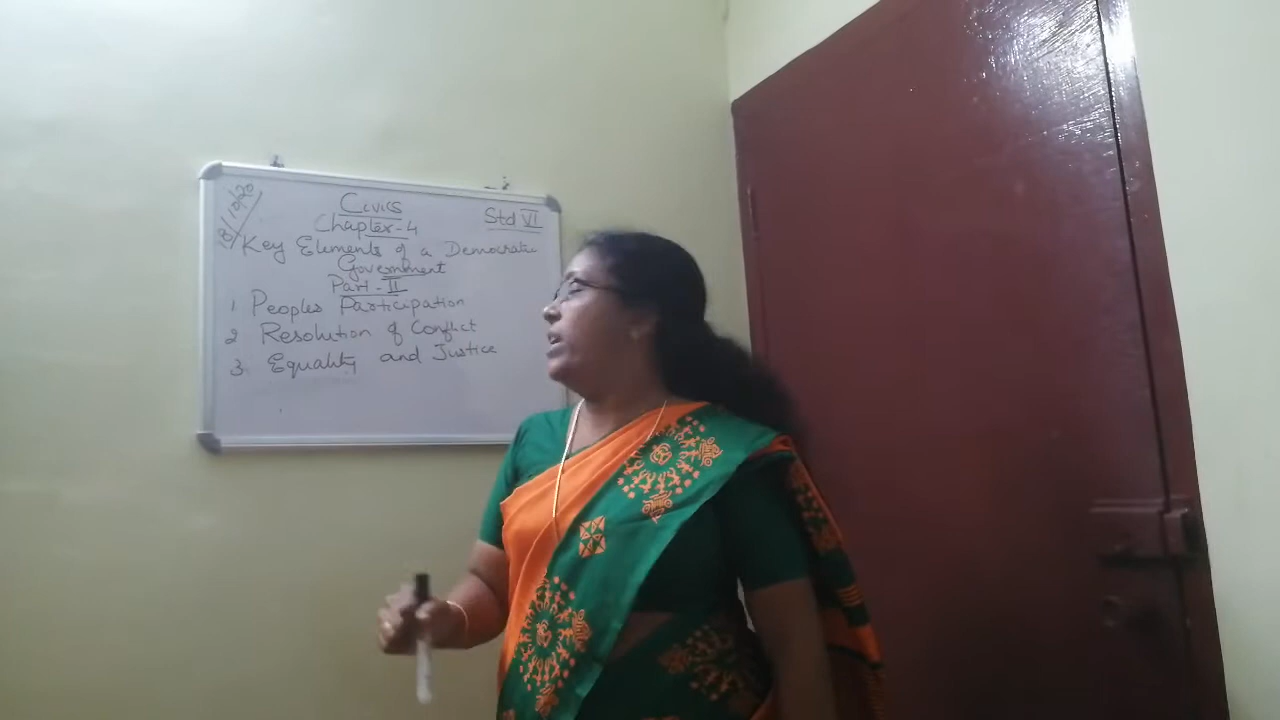 18/10/20
Civics
Std VI
Chapter-4
Key Elements of a Democratic
Government
Part-II
1 Peoples Participation
2 Resolution of Conflict
3. Equality and Justice